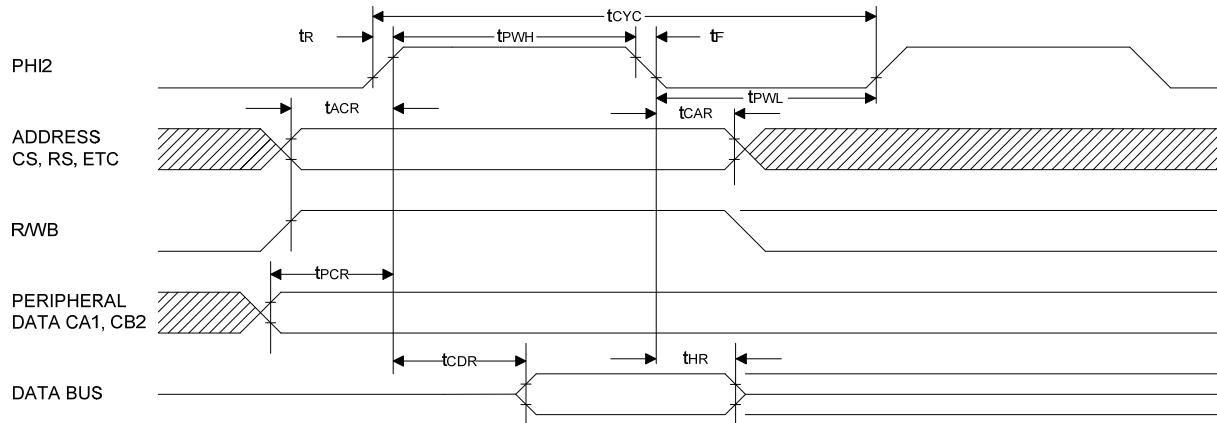 tCYC
tR
tPWH
tF
PHI2
tACR
tPWL
tCAR
ADDRESS
CS, RS, ETC
R/WB
tPCR
PERIPHERAL
DATA CA1, CB2
tCDR
tHR
DATA BUS